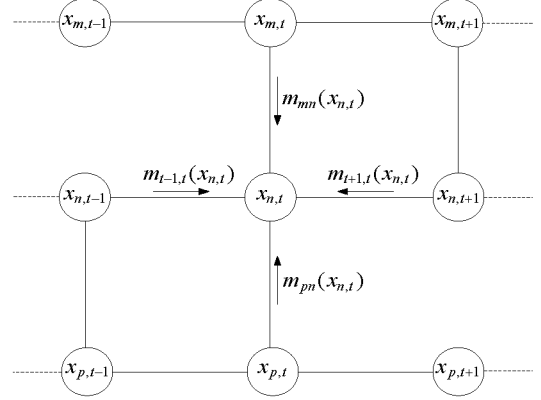 x_{m,t−1} x_{m,t} x_{m,t+1}
m_{mn}(x_{n,t})
m_{t−1,t}(x_{n,t}) m_{t+1,t}(x_{n,t})
x_{n,t−1} x_{n,t} x_{n,t+1}
m_{pn}(x_{n,t})
x_{p,t−1} x_{p,t} x_{p,t+1}